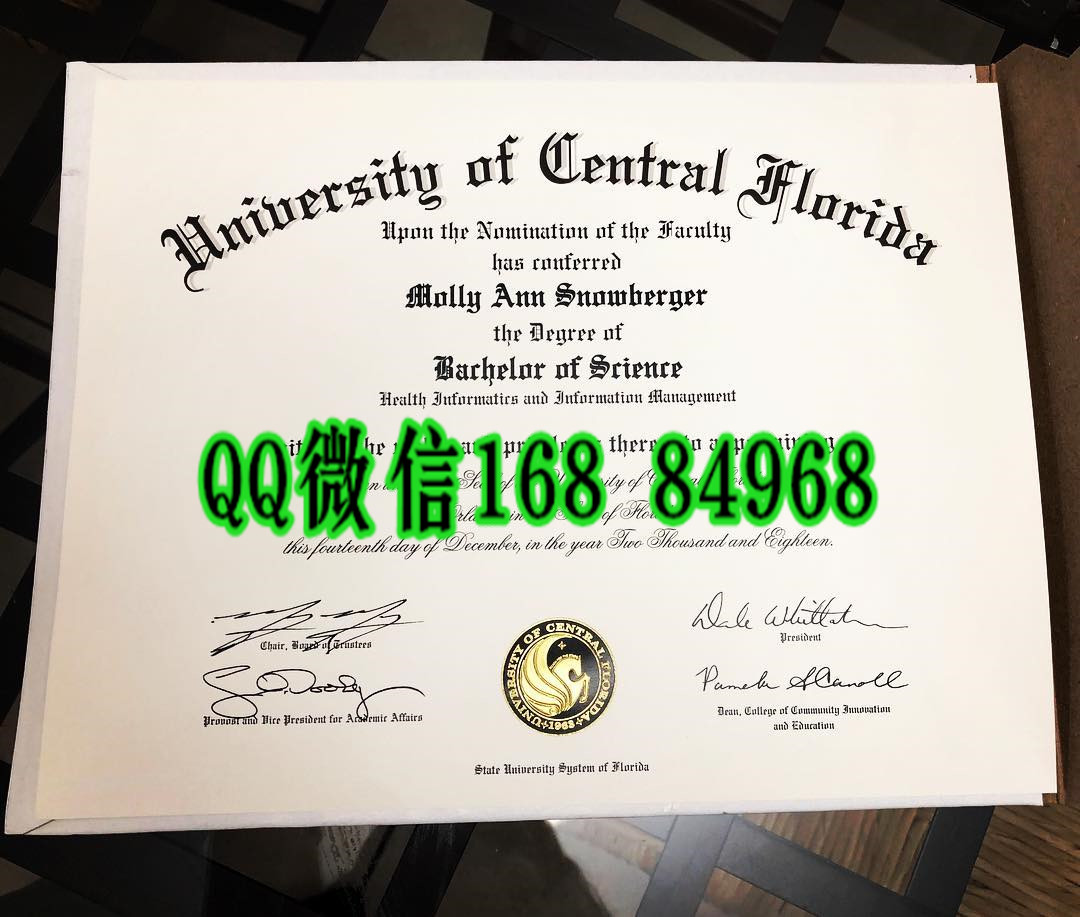 University of Central Florida
Upon the Nomination of the Faculty
has conferred
Molly Ann Snowberger
the Degree of
Bachelor of Science
Health Informatics and Information Management
QQ微信168 84968
this fourteenth day of December, in the year Two Thousand and Eighteen.
Chair, Board of Trustees
President
Provost and Vice President for Academic Affairs
Dean, College of Community Innovation
and Education
UNIVERSITY OF CENTRAL FLORIDA
1963
State University System of Florida